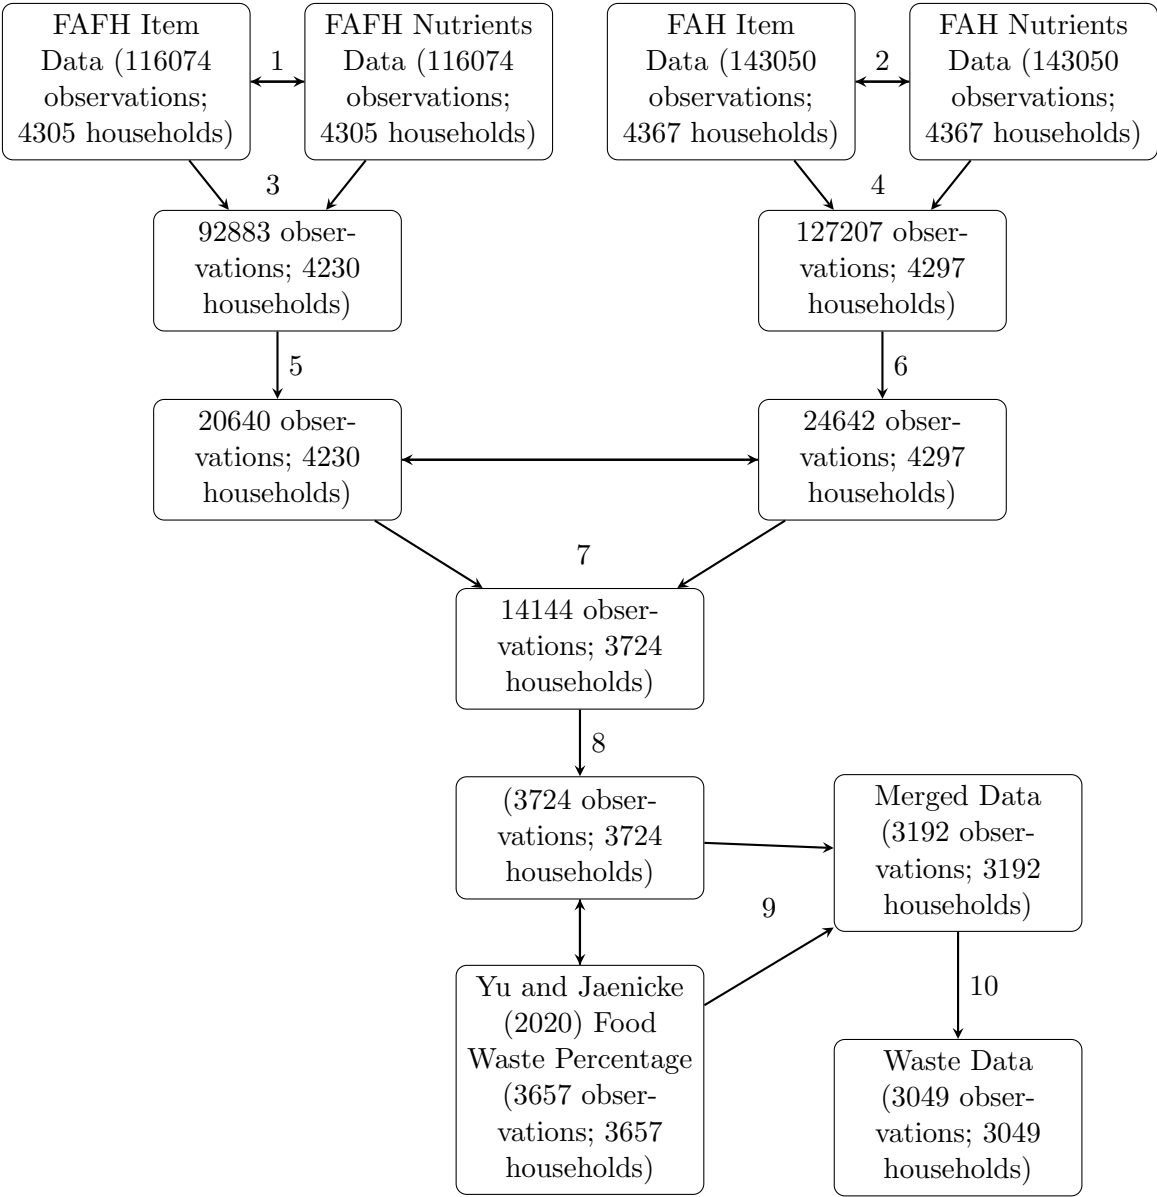 FAFH Item
Data (116074
observations;
4305 households)
1
FAFH Nutrients
Data (116074
observations;
4305 households)
FAH Item
Data (143050
observations;
4367 households)
2
FAH Nutrients
Data (143050
observations;
4367 households)
3
4
92883 obser-
vations; 4230
households)
127207 obser-
vations; 4297
households)
5
6
20640 obser-
vations; 4230
households)
24642 obser-
vations; 4297
households)
7
14144 obser-
vations; 3724
households)
8
(3724 obser-
vations; 3724
households)
Merged Data
(3192 obser-
vations; 3192
households)
9
Yu and Jaenicke
(2020) Food
Waste Percentage
(3657 obser-
vations; 3657
households)
10
Waste Data
(3049 obser-
vations; 3049
households)